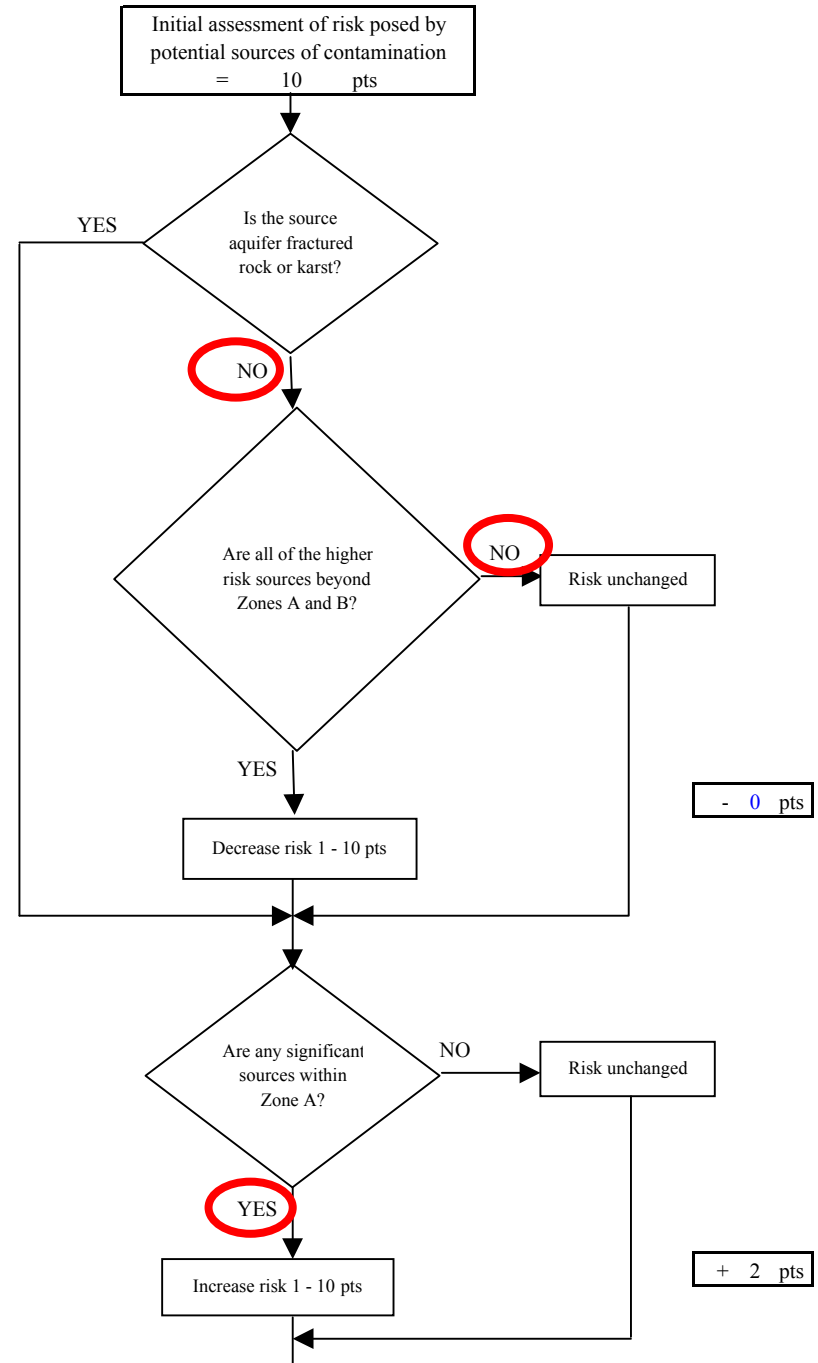 Initial assessment of risk posed by
potential sources of contamination
= 10 pts
YES
Is the source
aquifer fractured
rock or karst?
NO
Are all of the higher
risk sources beyond
Zones A and B?
NO
Risk unchanged
YES
- 0 pts
Decrease risk 1 - 10 pts
Are any significant
sources within
Zone A?
NO
Risk unchanged
YES
Increase risk 1 - 10 pts
+ 2 pts